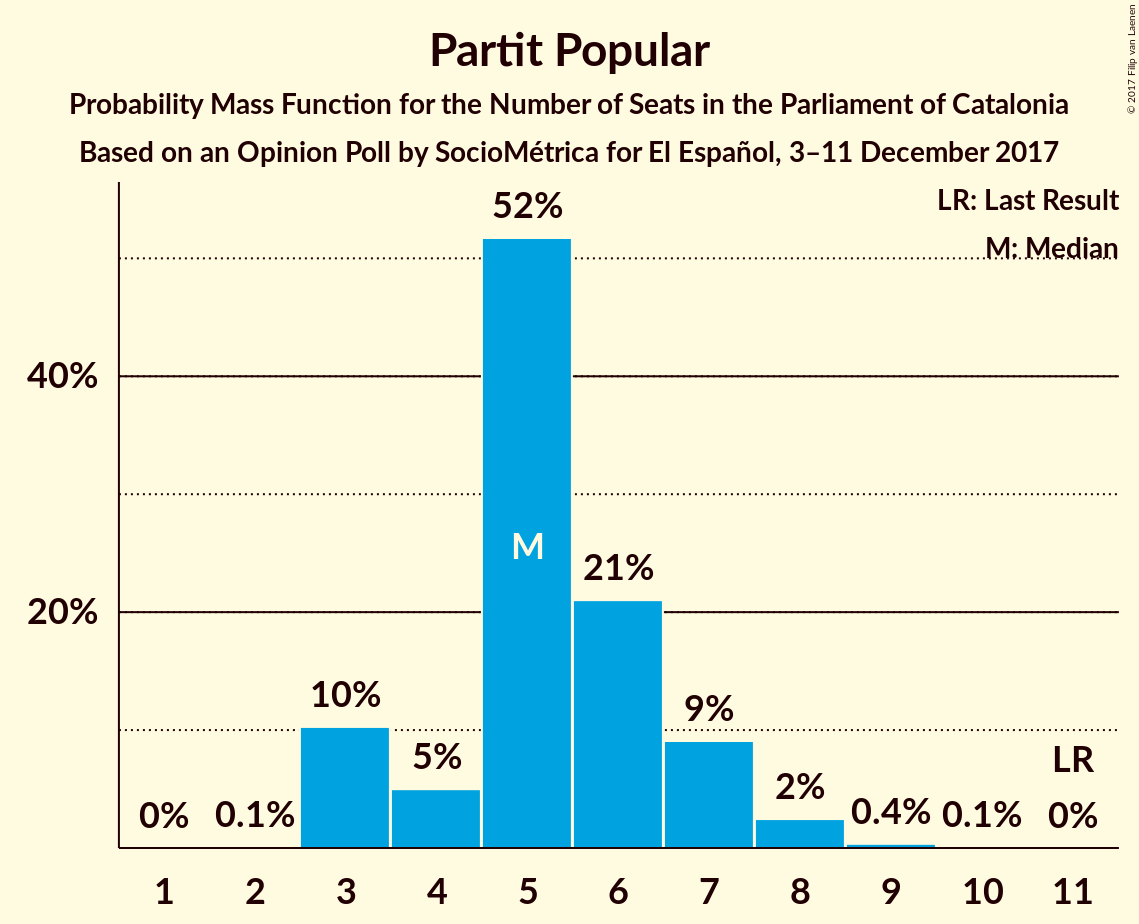 Partit Popular
Probability Mass Function for the Number of Seats in the Parliament of Catalonia
Based on an Opinion Poll by SocioMétrica for El Español, 3–11 December 2017
© 2017 Filip van Laenen
LR: Last Result
M: Median
52%
40%
M
21%
20%
10%
9%
5%
LR
2%
0% 0.1% 0.4% 0.1% 0%
1 2 3 4 5 6 7 8 9 10 11